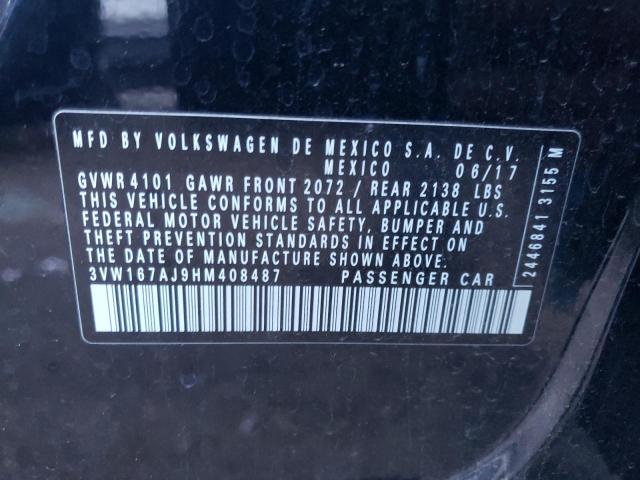 MFD BY VOLKSWAGEN DE MEXICO S.A. DE C.V.
MEXICO 06/17
GVWR 4101 GAWR FRONT 2072 / REAR 2138 LBS
THIS VEHICLE CONFORMS TO ALL APPLICABLE U.S.
FEDERAL MOTOR VEHICLE SAFETY, BUMPER AND
THEFT PREVENTION STANDARDS IN EFFECT ON
THE DATE OF MANUFACTURE SHOWN ABOVE.
3VW167AJ9HM408487 PASSENGER CAR
2446841 3155 M